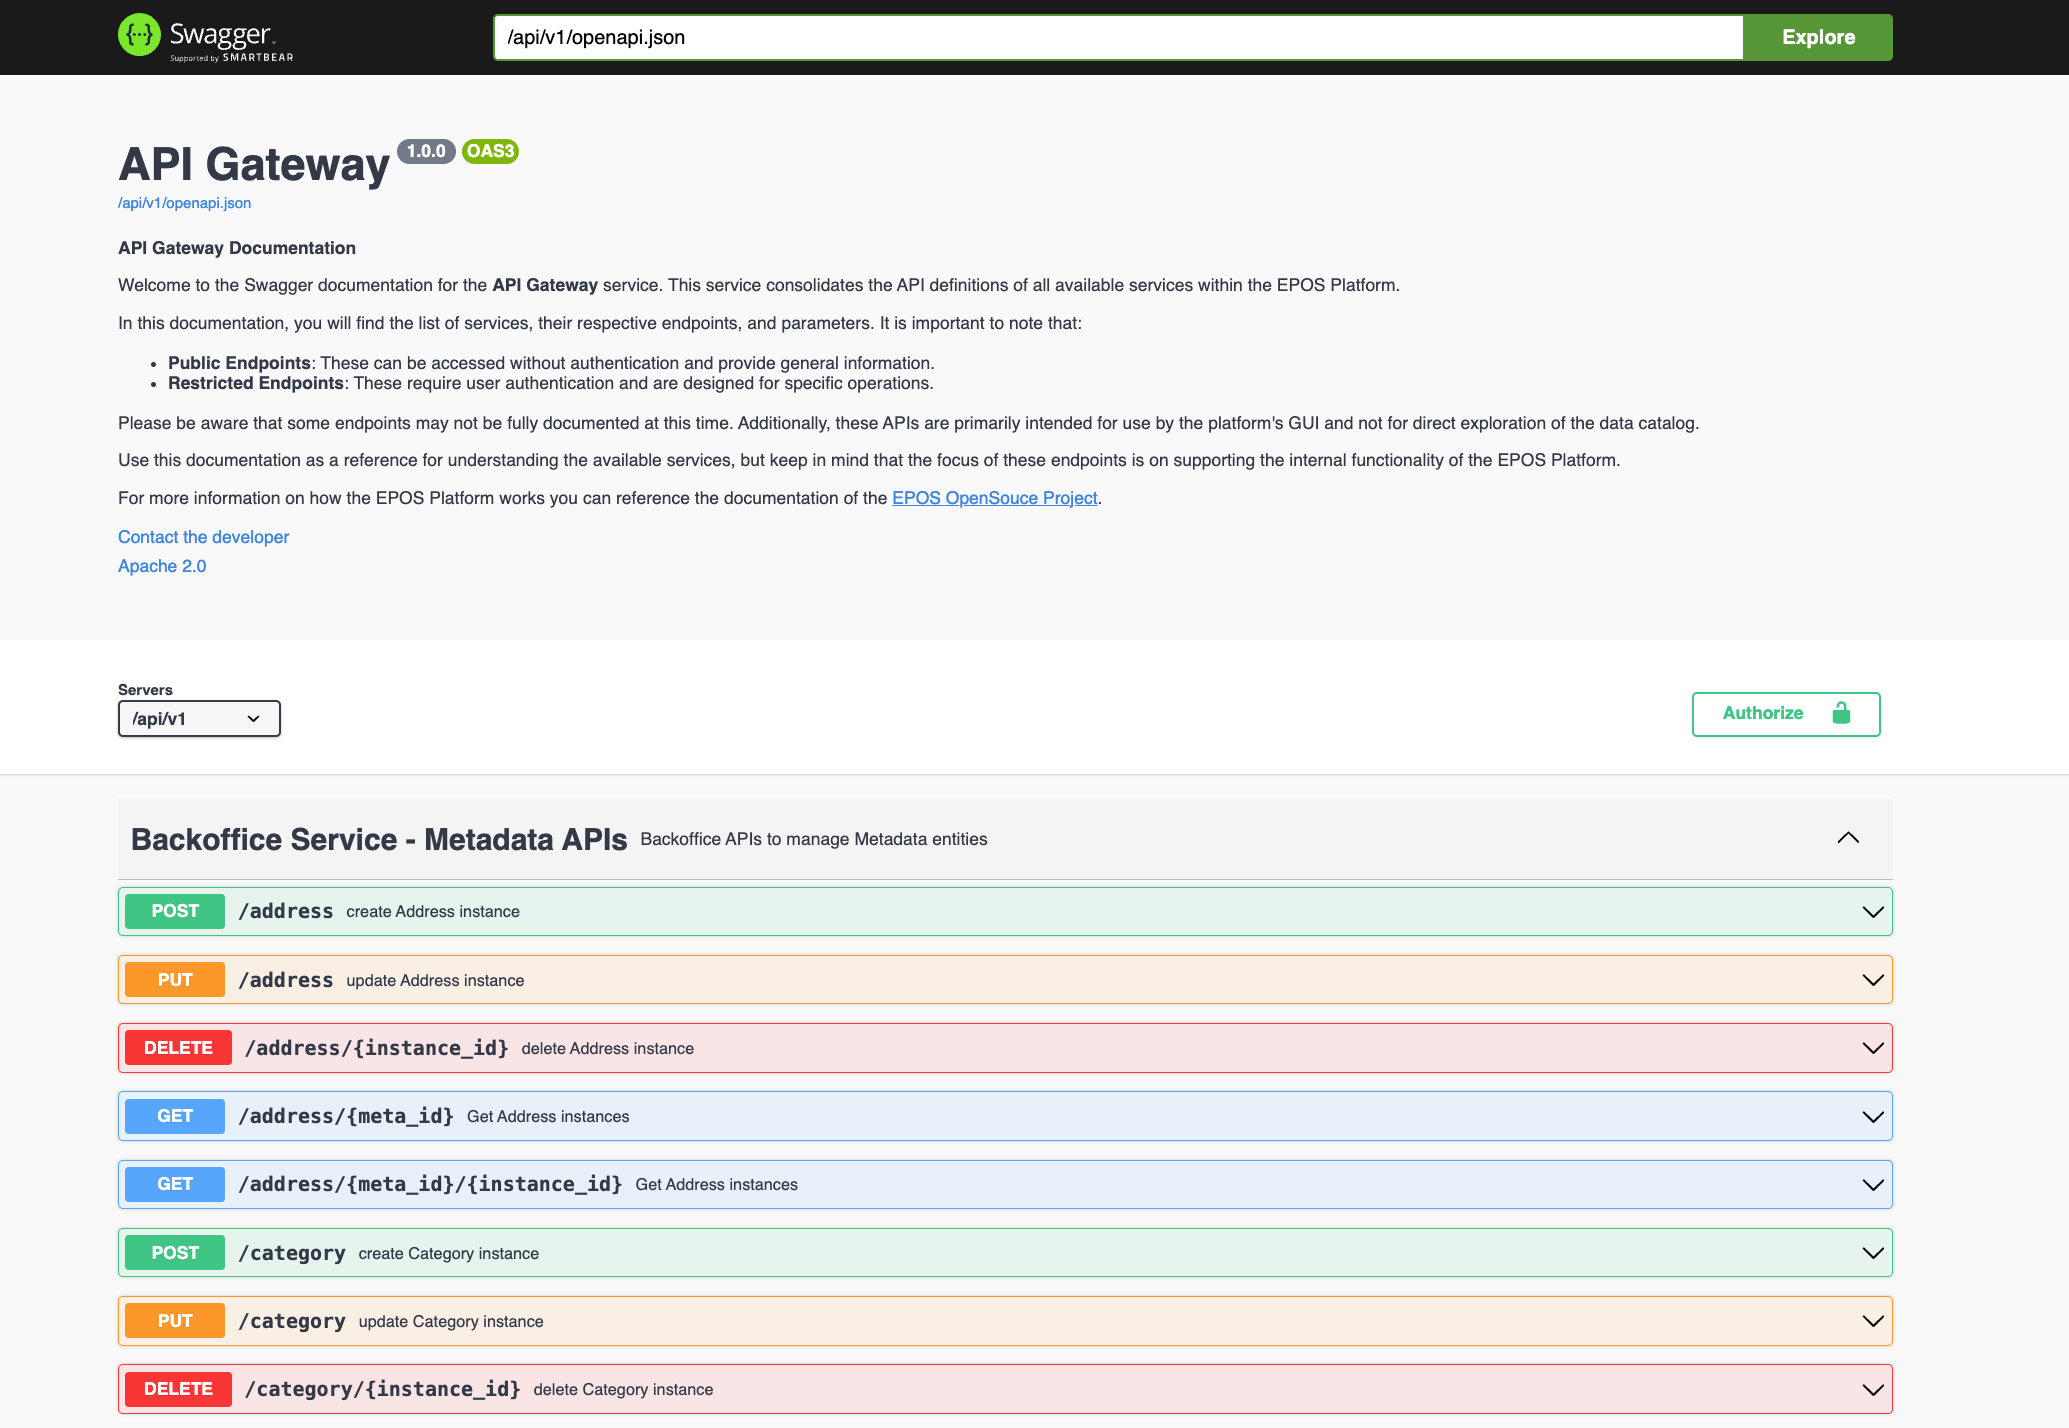 Swagger.
Supported by SMARTBEAR
/api/v1/openapi.json
Explore
API Gateway 1.0.0 OAS3
/api/v1/openapi.json
API Gateway Documentation
Welcome to the Swagger documentation for the API Gateway service. This service consolidates the API definitions of all available services within the EPOS Platform.
In this documentation, you will find the list of services, their respective endpoints, and parameters. It is important to note that:
• Public Endpoints: These can be accessed without authentication and provide general information.
• Restricted Endpoints: These require user authentication and are designed for specific operations.
Please be aware that some endpoints may not be fully documented at this time. Additionally, these APIs are primarily intended for use by the platform's GUI and not for direct exploration of the data catalog.
Use this documentation as a reference for understanding the available services, but keep in mind that the focus of these endpoints is on supporting the internal functionality of the EPOS Platform.
For more information on how the EPOS Platform works you can reference the documentation of the EPOS OpenSouce Project.
Contact the developer
Apache 2.0
Servers
/api/v1
Authorize
Backoffice Service - Metadata APIs Backoffice APIs to manage Metadata entities
POST /address create Address instance
PUT /address update Address instance
DELETE /address/{instance_id} delete Address instance
GET /address/{meta_id} Get Address instances
GET /address/{meta_id}/{instance_id} Get Address instances
POST /category create Category instance
PUT /category update Category instance
DELETE /category/{instance_id} delete Category instance